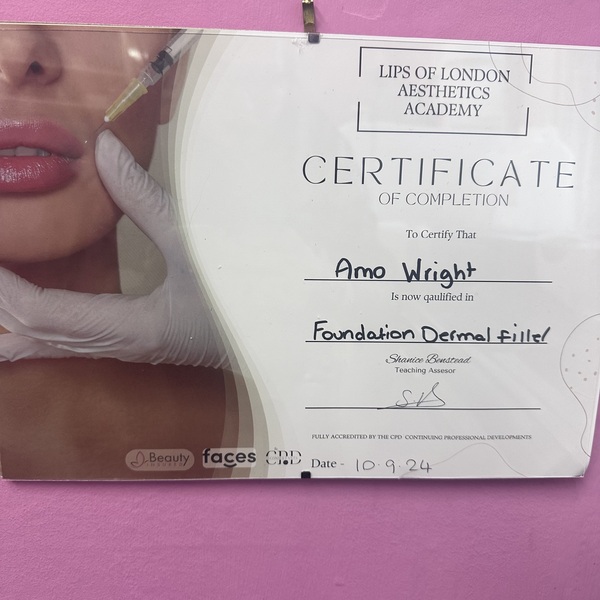 LIPS OF LONDON
AESTHETICS
ACADEMY
CERTIFICATE
OF COMPLETION
To Certify That
Amo Wright
Is now qaulified in
Foundation Dermal filler
Shanice Benstead
Teaching Assesor
FULLY ACCREDITED BY THE CPD CONTINUING PROFESSIONAL DEVELOPMENTS
Beauty faces CPD
Date - 10.9.24